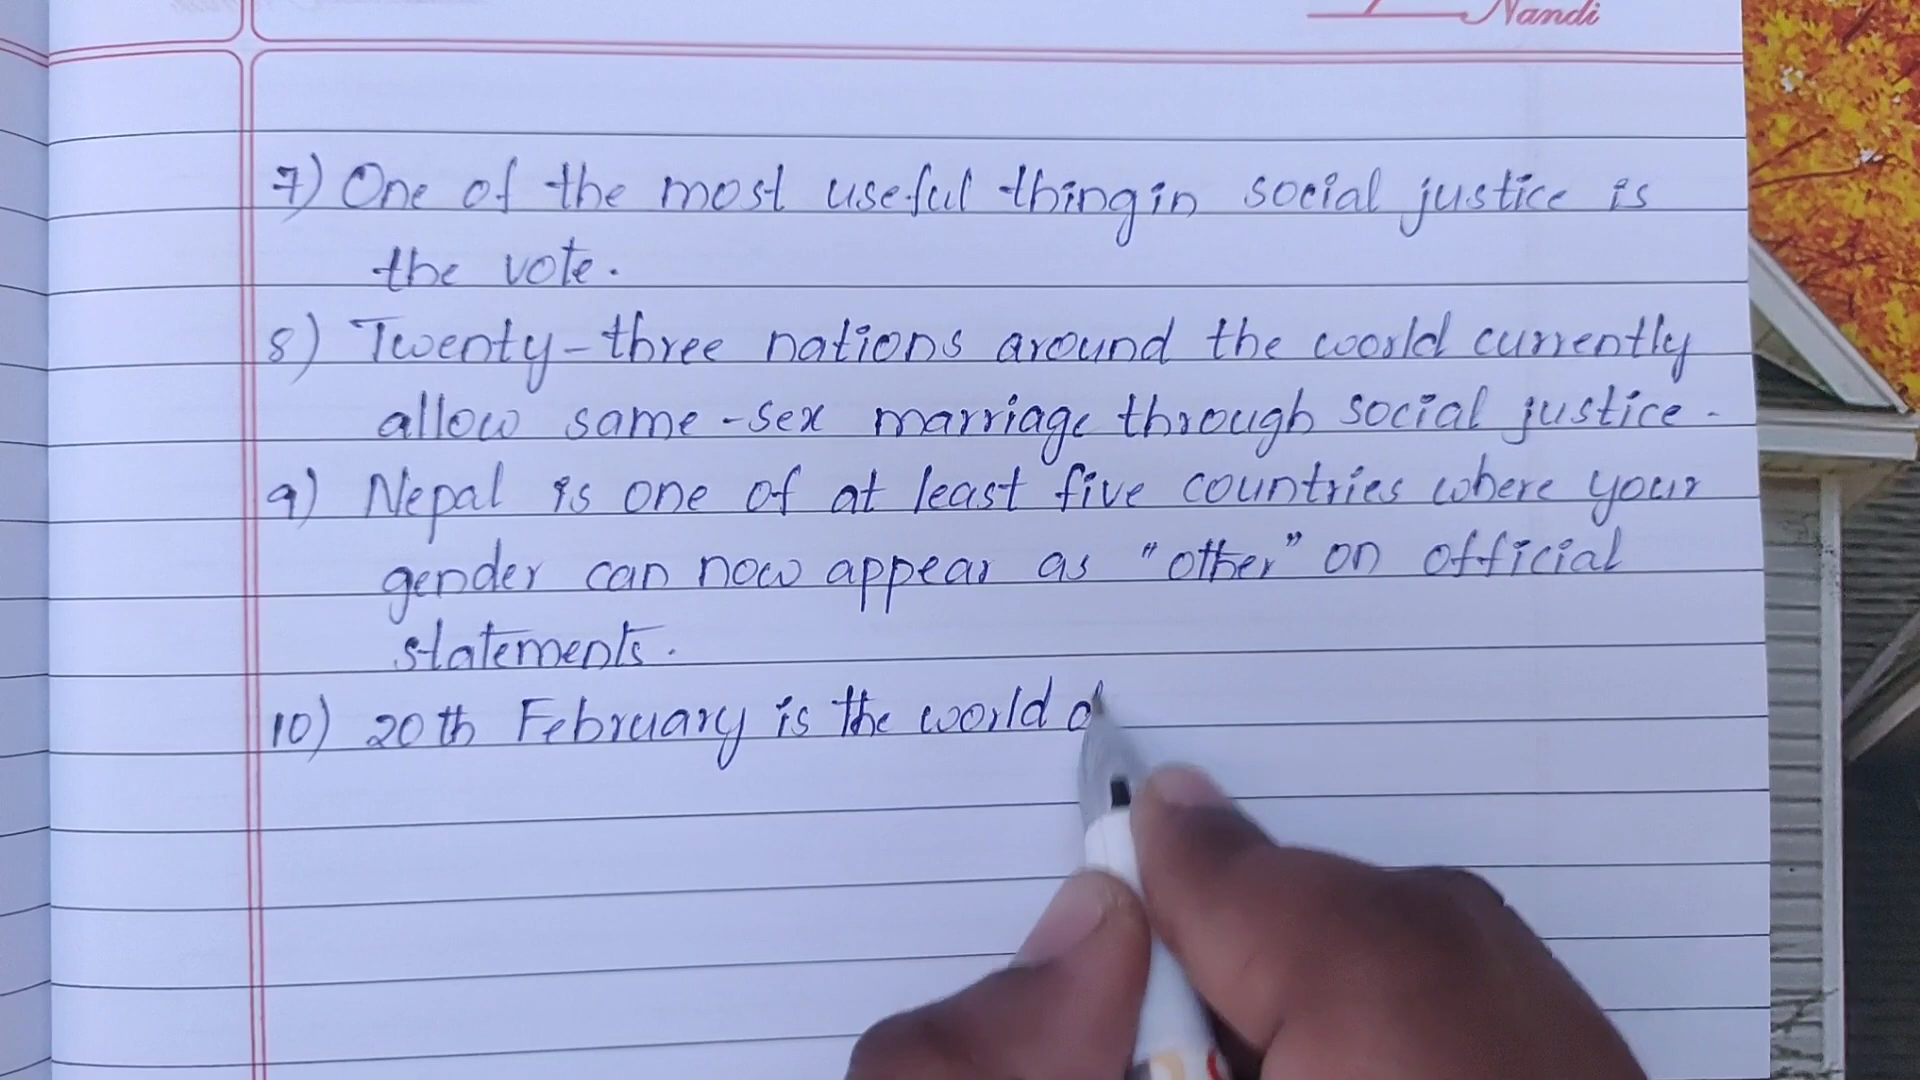 Nandi
7) One of the most useful thing in social justice is
the vote.
8) Twenty-three nations around the world currently
allow same-sex marriage through social justice.
9) Nepal is one of at least five countries where your
gender can now appear as "other" on official
statements.
10) 20th February is the world d